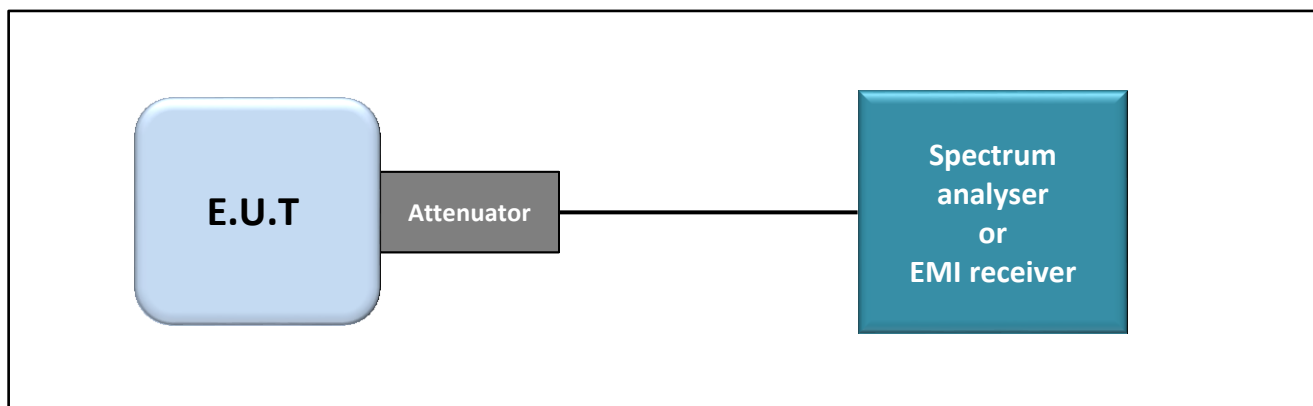 E.U.T
Attenuator
Spectrum
analyser
or
EMI receiver